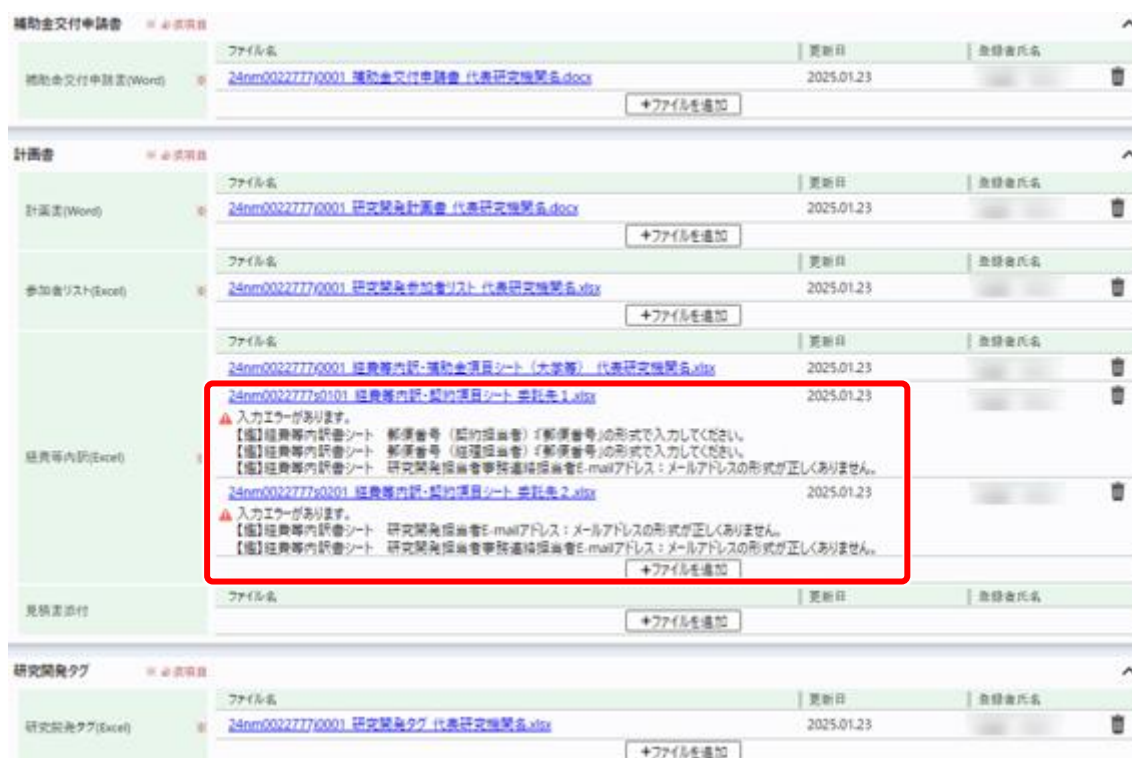 補助金交付申請書 ※ 必須項目
ファイル名 更新日 登録者氏名
補助金交付申請書(Word) ※ 24nm0022777j0001_補助金交付申請書_代表研究機関名.docx 2025.01.23
+ファイルを追加
計画書 ※ 必須項目
ファイル名 更新日 登録者氏名
計画書(Word) ※ 24nm0022777j0001_研究開発計画書_代表研究機関名.docx 2025.01.23
+ファイルを追加
ファイル名 更新日 登録者氏名
参加者リスト(Excel) ※ 24nm0022777j0001_研究開発参加者リスト_代表研究機関名.xlsx 2025.01.23
+ファイルを追加
ファイル名 更新日 登録者氏名
24nm0022777j0001_経費等内訳・補助金項目シート（大学等）_代表研究機関名.xlsx 2025.01.23
24nm0022777s0101_経費等内訳・契約項目シート_委託先1.xlsx 2025.01.23
入力エラーがあります。
【鑑】経費等内訳書シート 郵便番号（契約担当者）：「郵便番号」の形式で入力してください。
経費等内訳(Excel) 【鑑】経費等内訳書シート 郵便番号（経理担当者）：「郵便番号」の形式で入力してください。
【鑑】経費等内訳書シート 研究開発担当者事務連絡担当者E-mailアドレス：メールアドレスの形式が正しくありません。
24nm0022777s0201_経費等内訳・契約項目シート_委託先2.xlsx 2025.01.23
入力エラーがあります。
【鑑】経費等内訳書シート 研究開発担当者E-mailアドレス：メールアドレスの形式が正しくありません。
【鑑】経費等内訳書シート 研究開発担当者事務連絡担当者E-mailアドレス：メールアドレスの形式が正しくありません。
+ファイルを追加
ファイル名 更新日 登録者氏名
見積書添付
+ファイルを追加
研究開発タグ ※ 必須項目
ファイル名 更新日 登録者氏名
研究開発タグ(Excel) ※ 24nm0022777j0001_研究開発タグ_代表研究機関名.xlsx 2025.01.23
+ファイルを追加